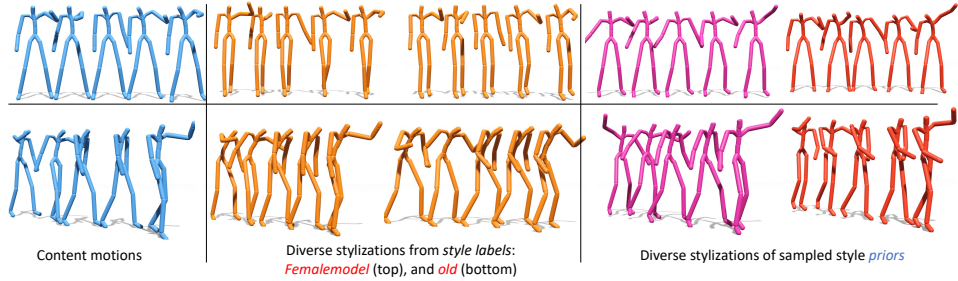 Content motions
Diverse stylizations from style labels:
Femalemodel (top), and old (bottom)
Diverse stylizations of sampled style priors